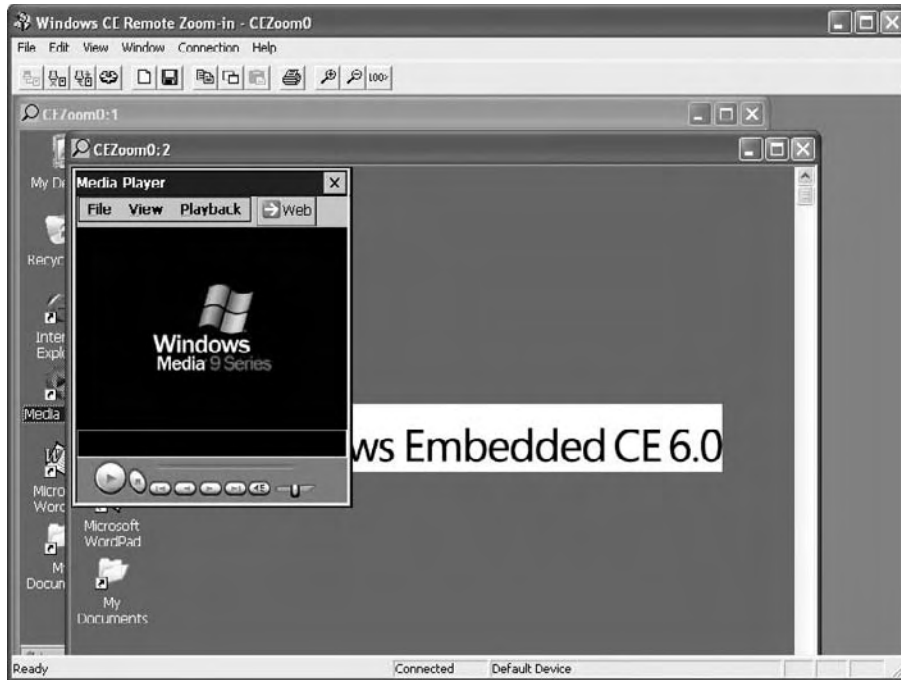 Windows CE Remote Zoom-in - CEZoom0
File Edit View Window Connection Help
100%
CEZoom0:1
CEZoom0:2
My De
Media Player
File View Playback Web
Recyc
Windows
Media 9 Series
Inter
Explo
Media
ws Embedded CE 6.0
Micro
Word
Microsoft
WordPad
M
Docun
My
Documents
Ready Connected Default Device